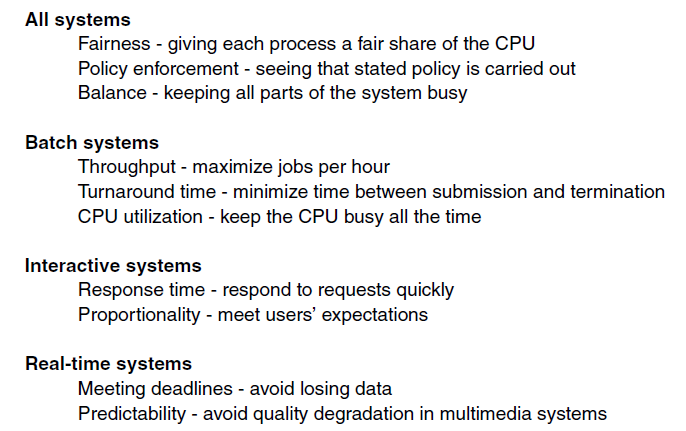 All systems
Fairness - giving each process a fair share of the CPU
Policy enforcement - seeing that stated policy is carried out
Balance - keeping all parts of the system busy
Batch systems
Throughput - maximize jobs per hour
Turnaround time - minimize time between submission and termination
CPU utilization - keep the CPU busy all the time
Interactive systems
Response time - respond to requests quickly
Proportionality - meet users’ expectations
Real-time systems
Meeting deadlines - avoid losing data
Predictability - avoid quality degradation in multimedia systems